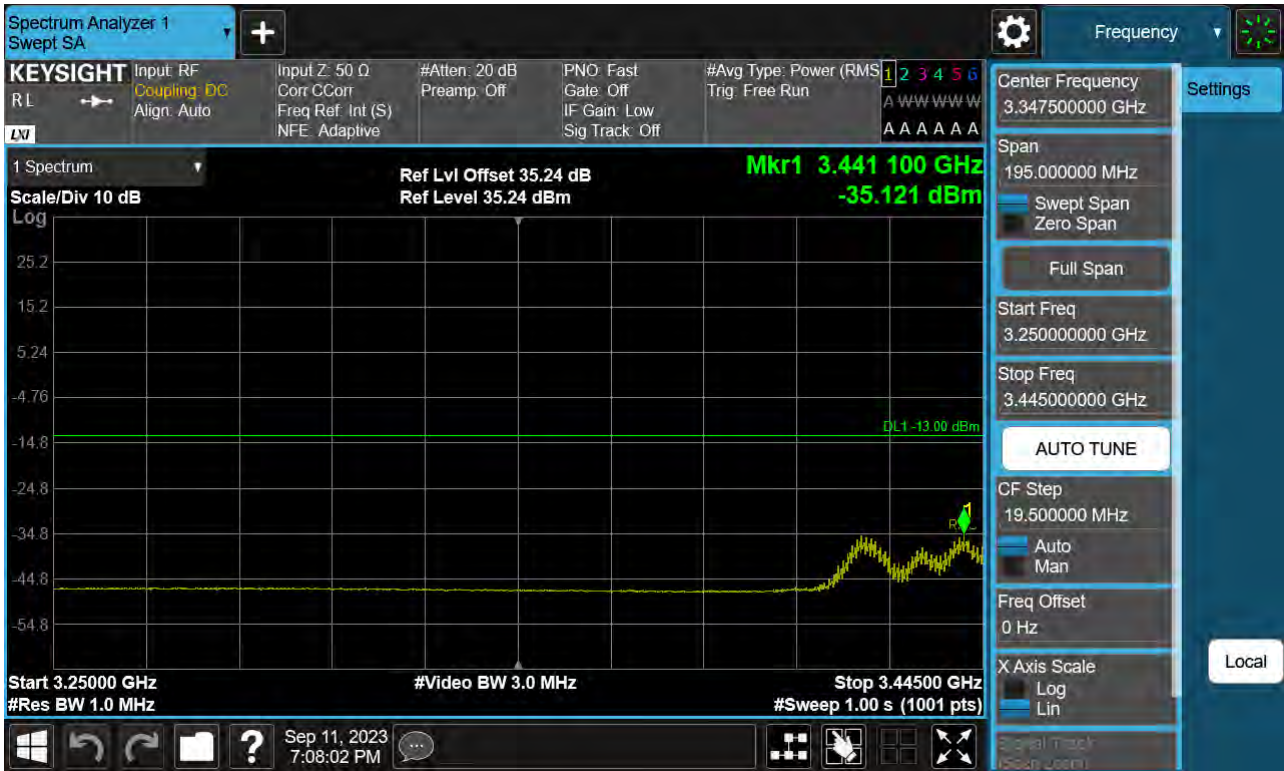 Spectrum Analyzer 1
Swept SA
+
Frequency
KEYSIGHT
RL
LXI
Input: RF
Coupling: DC
Align: Auto
Input Z: 50 Ω
Corr CCorr
Freq Ref: Int (S)
NFE: Adaptive
#Atten: 20 dB
Preamp: Off
PNO: Fast
Gate: Off
IF Gain: Low
Sig Track: Off
#Avg Type: Power (RMS
Trig: Free Run
1 2 3 4 5 6
A W W W W W
A A A A A A
1 Spectrum
Scale/Div 10 dB
Log
Ref Lvl Offset 35.24 dB
Ref Level 35.24 dBm
Mkr1 3.441 100 GHz
-35.121 dBm
25.2
15.2
5.24
-4.76
-14.8
-24.8
-34.8
-44.8
-54.8
DL1 -13.00 dBm
1
Start 3.25000 GHz
#Res BW 1.0 MHz
#Video BW 3.0 MHz
Stop 3.44500 GHz
#Sweep 1.00 s (1001 pts)
Center Frequency
3.347500000 GHz
Span
195.000000 MHz
Swept Span
Zero Span
Full Span
Start Freq
3.250000000 GHz
Stop Freq
3.445000000 GHz
AUTO TUNE
CF Step
19.500000 MHz
Auto
Man
Freq Offset
0 Hz
X Axis Scale
Log
Lin
Signal Track
(Span Zoom)
Settings
Local
?
Sep 11, 2023
7:08:02 PM